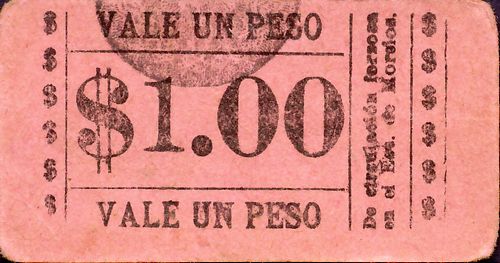 VALE UN PESO
$1.00
VALE UN PESO
De circulación forzosa
en el Est. de Morelos.
$ $ $ $ $ $
$ $ $ $ $ $ $